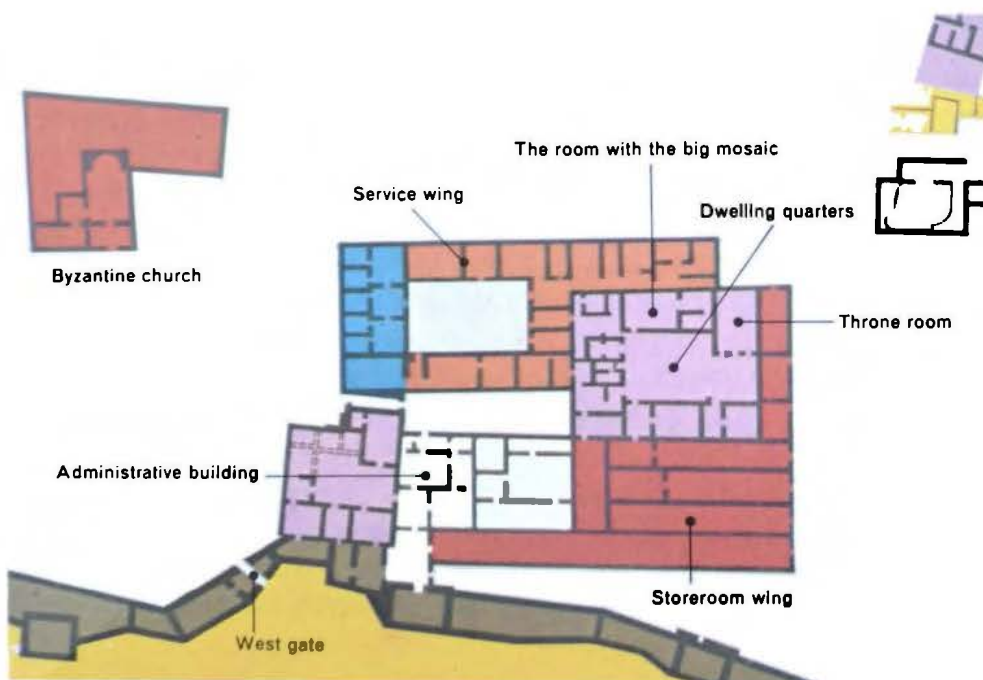 The room with the big mosaic
Service wing
Dwelling quarters
Byzantine church
Throne room
Administrative building
Storeroom wing
West gate